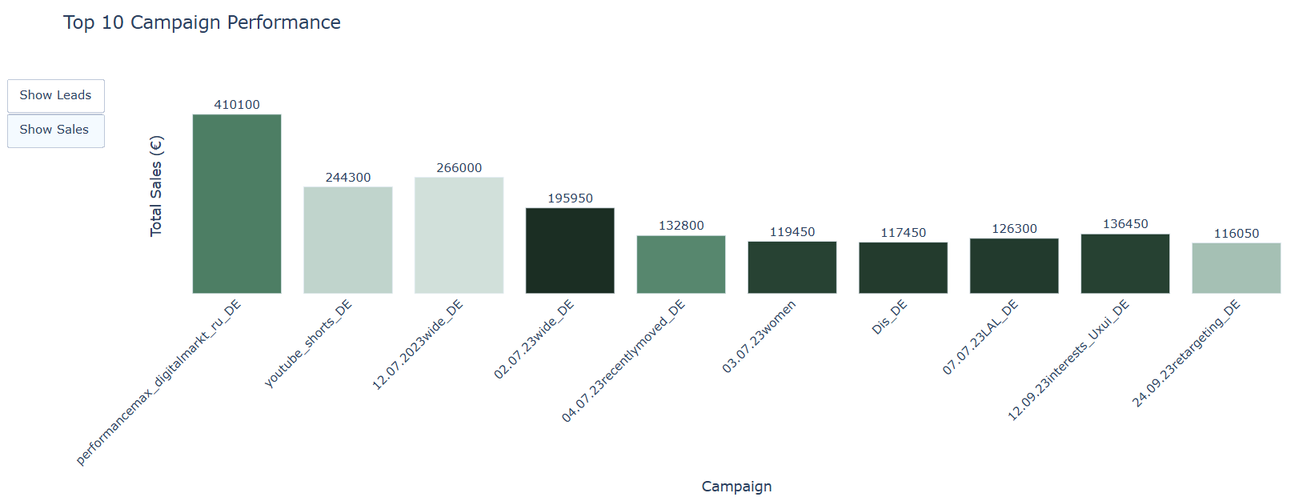 Top 10 Campaign Performance
Show Leads
Show Sales
Total Sales (€)
410100
244300
266000
195950
132800
119450
117450
126300
136450
116050
performancemax_digitalmarkt_ru_DE
youtube_shorts_DE
12.07.2023wide_DE
02.07.23wide_DE
04.07.23recentlymoved_DE
03.07.23women
Dis_DE
07.07.23LAL_DE
12.09.23interests_Uxui_DE
24.09.23retargeting_DE
Campaign